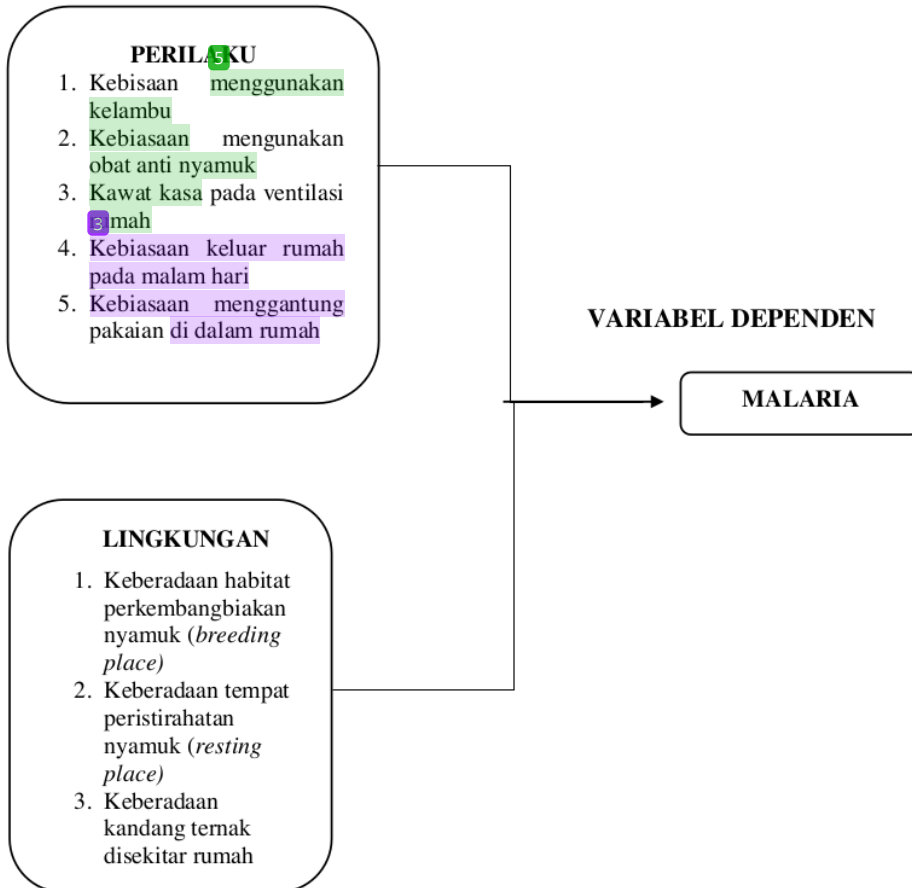 PERILAKU
1. Kebisaan menggunakan
kelambu
2. Kebiasaan mengunakan
obat anti nyamuk
3. Kawat kasa pada ventilasi
rumah
4. Kebiasaan keluar rumah
pada malam hari
5. Kebiasaan menggantung
pakaian di dalam rumah
VARIABEL DEPENDEN
MALARIA
LINGKUNGAN
1. Keberadaan habitat
perkembangbiakan
nyamuk (breeding
place)
2. Keberadaan tempat
peristirahatan
nyamuk (resting
place)
3. Keberadaan
kandang ternak
disekitar rumah
5
3